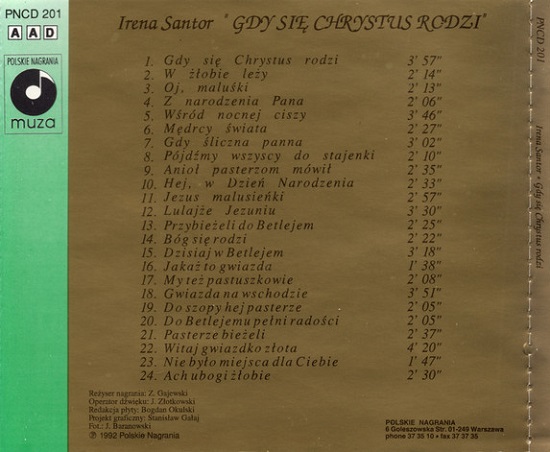 PNCD 201
AAD
POLSKIE NAGRANIA
muza
Irena Santor "GDY SIĘ CHRYSTUS RODZI"
1. Gdy się Chrystus rodzi 3' 57"
2. W żłobie leży 2' 14"
3. Oj, maluśki 2' 13"
4. Z narodzenia Pana 2' 06"
5. Wśród nocnej ciszy 3' 46"
6. Mędrcy świata 2' 27"
7. Gdy śliczna panna 3' 02"
8. Pójdźmy wszyscy do stajenki 2' 10"
9. Anioł pasterzom mówił 2' 35"
10. Hej, w Dzień Narodzenia 2' 33"
11. Jezus malusieńki 2' 57"
12. Lulajże Jezuniu 3' 30"
13. Przybieżeli do Betlejem 2' 25"
14. Bóg się rodzi 2' 22"
15. Dzisiaj w Betlejem 3' 18"
16. Jakaż to gwiazda 1' 38"
17. My też pastuszkowie 2' 08"
18. Gwiazda na wschodzie 3' 51"
19. Do szopy hej pasterze 2' 05"
20. Do Betlejemu pełni radości 2' 05"
21. Pasterze bieżeli 2' 37"
22. Witaj gwiazdko złota 4' 20"
23. Nie było miejsca dla Ciebie 1' 47"
24. Ach ubogi żłobie 2' 30"
Reżyser nagrania: Z. Gajewski
Operator dźwięku: J. Złotkowski
Redakcja płyty: Bogdan Okulski
Projekt graficzny: Stanisław Gałaj
Fot.: J. Baranowski
Ⓟ 1992 Polskie Nagrania
POLSKIE NAGRANIA
6 Goleszowska Str. 01-249 Warszawa
phone 37 36 10 • fax 37 37 35
PNCD 201
Irena Santor • Gdy się Chrystus rodzi